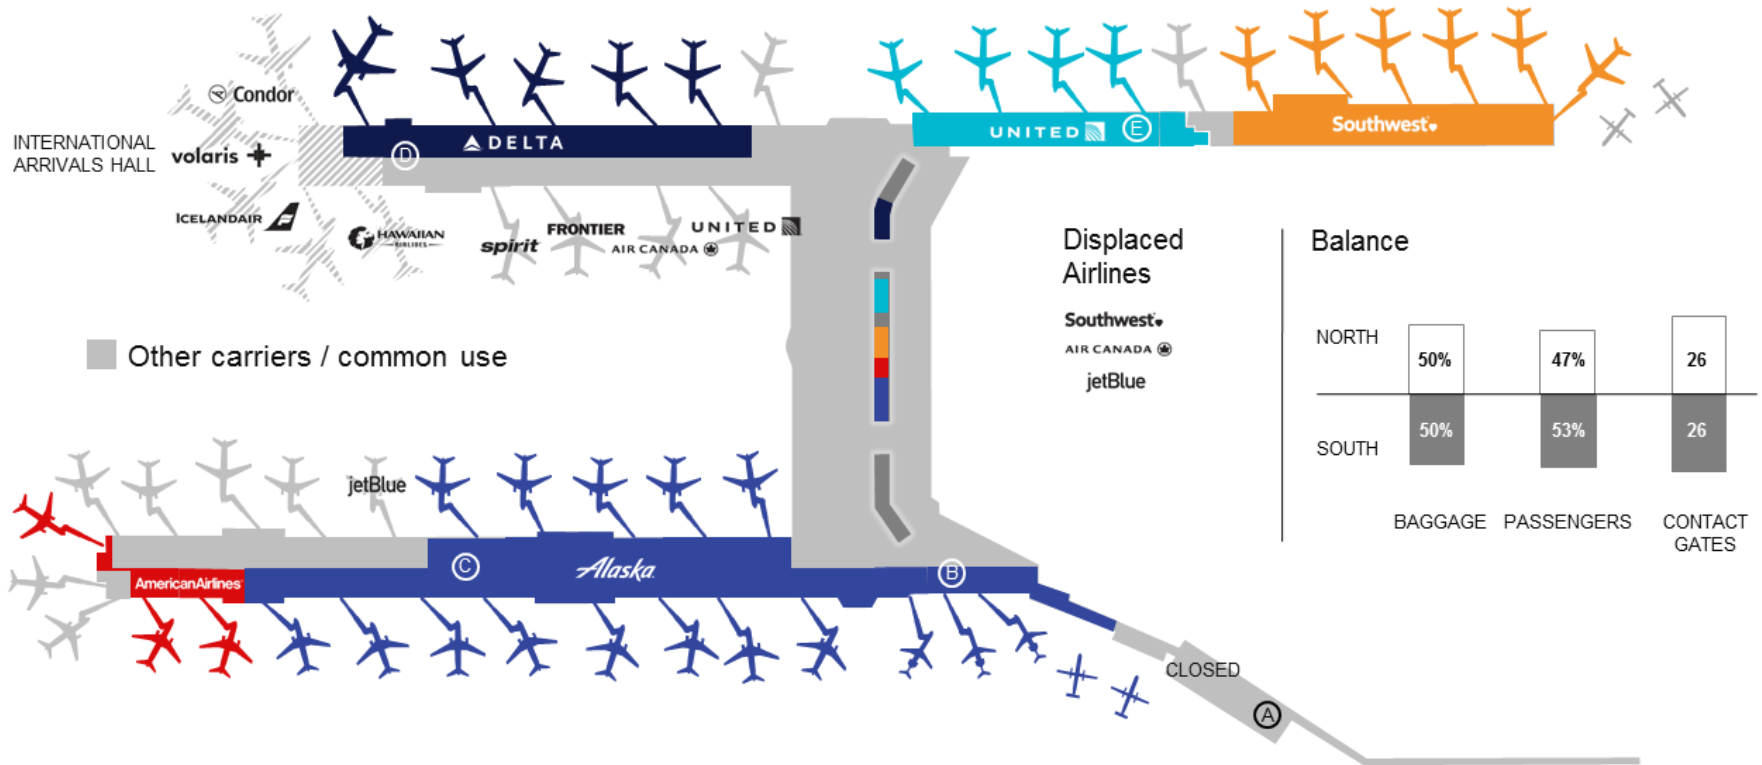 Condor
INTERNATIONAL
ARRIVALS HALL
volaris
ICELANDAIR
HAWAIIAN
AIRLINES
spirit
FRONTIER
AIR CANADA
UNITED
D
DELTA
UNITED
E
Southwest
Other carriers / common use
Displaced
Airlines
Southwest
AIR CANADA
jetBlue
Balance
NORTH
50%
47%
26
SOUTH
50%
53%
26
BAGGAGE
PASSENGERS
CONTACT
GATES
jetBlue
AmericanAirlines
C
Alaska
B
CLOSED
A